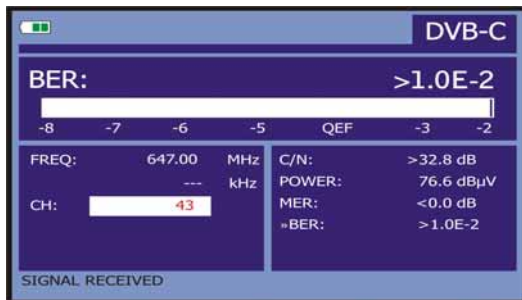 DVB-C
BER: >1.0E-2
-8 -7 -6 -5 QEF -3 -2
FREQ: 647.00 MHz
--- kHz
CH: 43
C/N: >32.8 dB
POWER: 76.6 dBµV
MER: <0.0 dB
»BER: >1.0E-2
SIGNAL RECEIVED